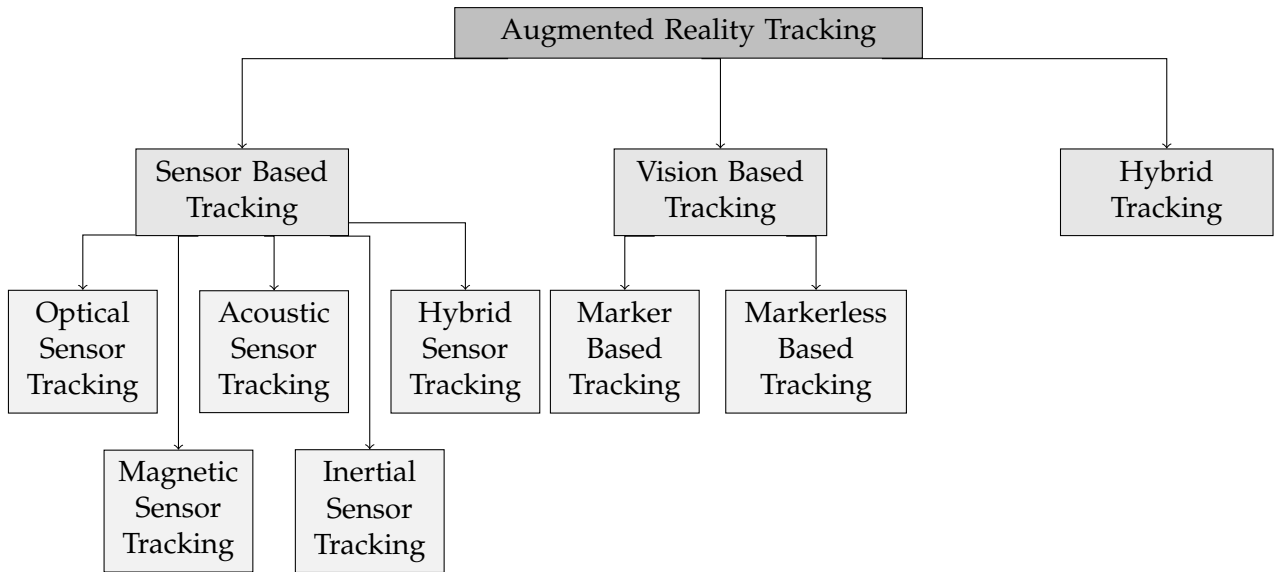 Augmented Reality Tracking
Sensor Based
Tracking
Vision Based
Tracking
Hybrid
Tracking
Optical
Sensor
Tracking
Acoustic
Sensor
Tracking
Hybrid
Sensor
Tracking
Marker
Based
Tracking
Markerless
Based
Tracking
Magnetic
Sensor
Tracking
Inertial
Sensor
Tracking